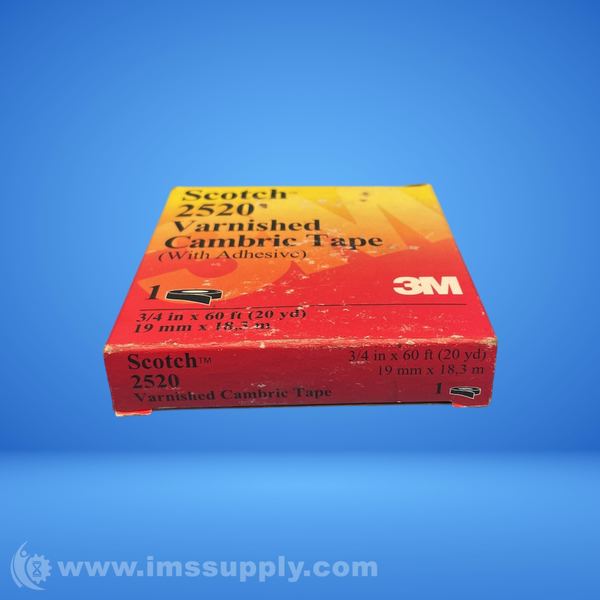 Scotch™
2520
Varnished
Cambric Tape
(With Adhesive)
3M
1
3/4 in x 60 ft (20 yd)
19 mm x 18,3 m
Scotch™
2520
Varnished Cambric Tape
3/4 in x 60 ft (20 yd)
19 mm x 18,3 m
1
www.imssupply.com